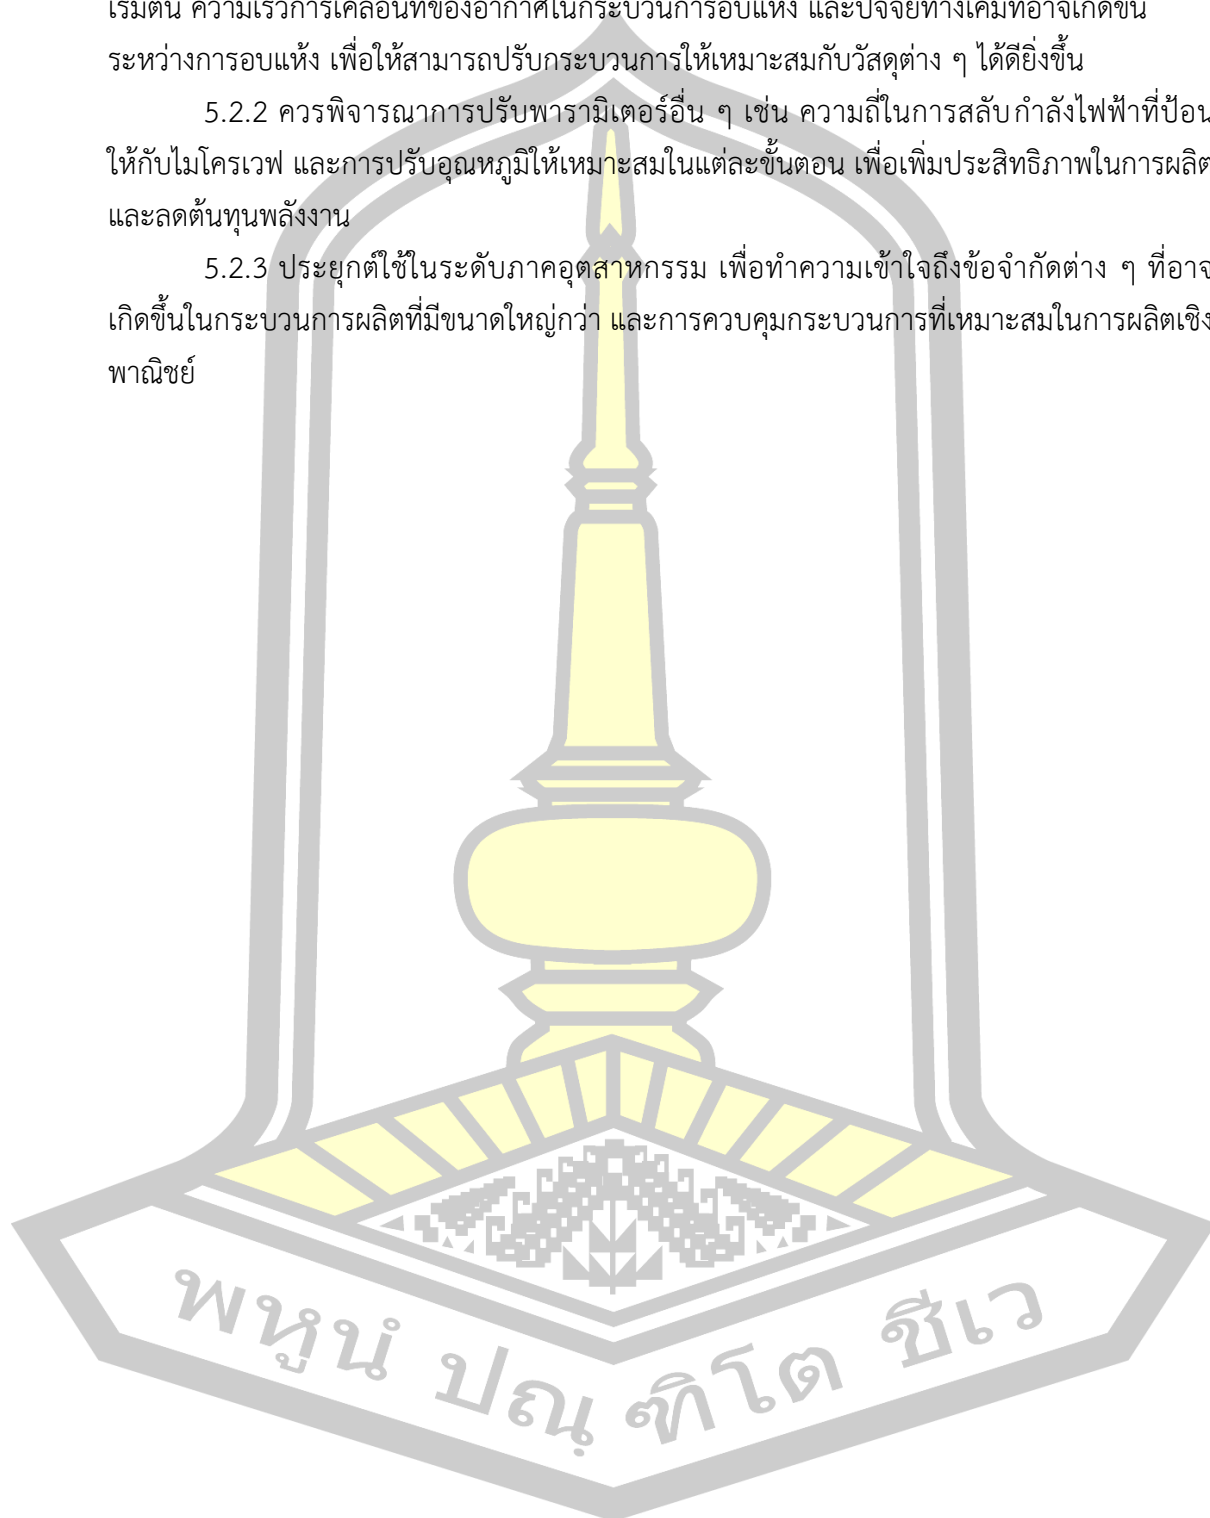 เริ่มต้น ความเร็วการเคลื่อนที่ของอากาศในกระบวนการอบแห้ง และปัจจัยทางเคมีที่อาจเกิดขึ้น
ระหว่างการอบแห้ง เพื่อให้สามารถปรับกระบวนการให้เหมาะสมกับวัสดุต่าง ๆ ได้ดียิ่งขึ้น
5.2.2 ควรพิจารณาการปรับพารามิเตอร์อื่น ๆ เช่น ความถี่ในการสลับกำลังไฟฟ้าที่ป้อน
ให้กับไมโครเวฟ และการปรับอุณหภูมิให้เหมาะสมในแต่ละขั้นตอน เพื่อเพิ่มประสิทธิภาพในการผลิต
และลดต้นทุนพลังงาน
5.2.3 ประยุกต์ใช้ในระดับภาคอุตสาหกรรม เพื่อทำความเข้าใจถึงข้อจำกัดต่าง ๆ ที่อาจ
เกิดขึ้นในกระบวนการผลิตที่มีขนาดใหญ่กว่า และการควบคุมกระบวนการที่เหมาะสมในการผลิตเชิง
พาณิชย์
พหูนํ ปณฺฑิโต ชีเว